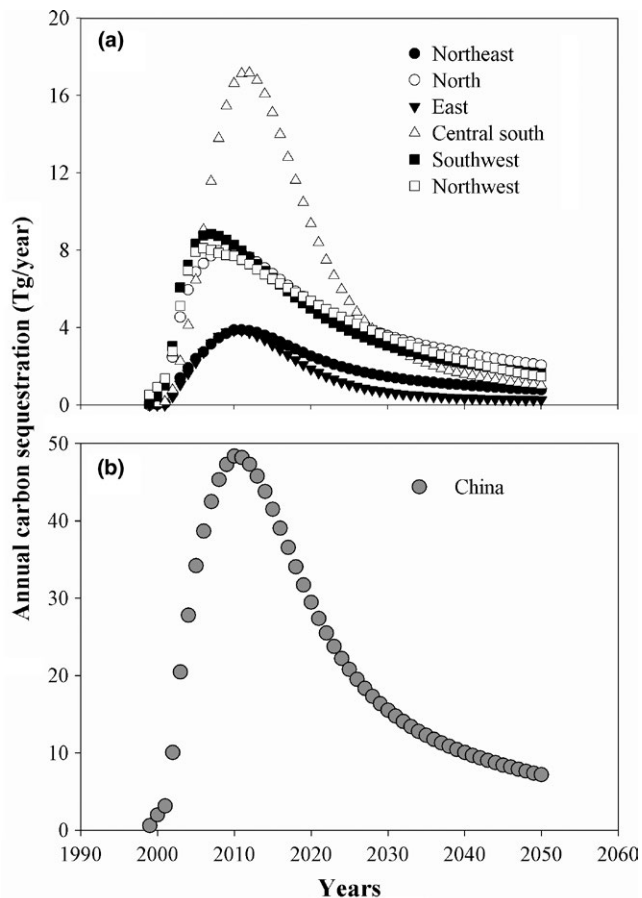 (a)
20
16
12
8
4
0
Northeast
North
East
Central south
Southwest
Northwest
Annual carbon sequestration (Tg/year)
(b)
50
40
30
20
10
0
China
1990 2000 2010 2020 2030 2040 2050 2060
Years